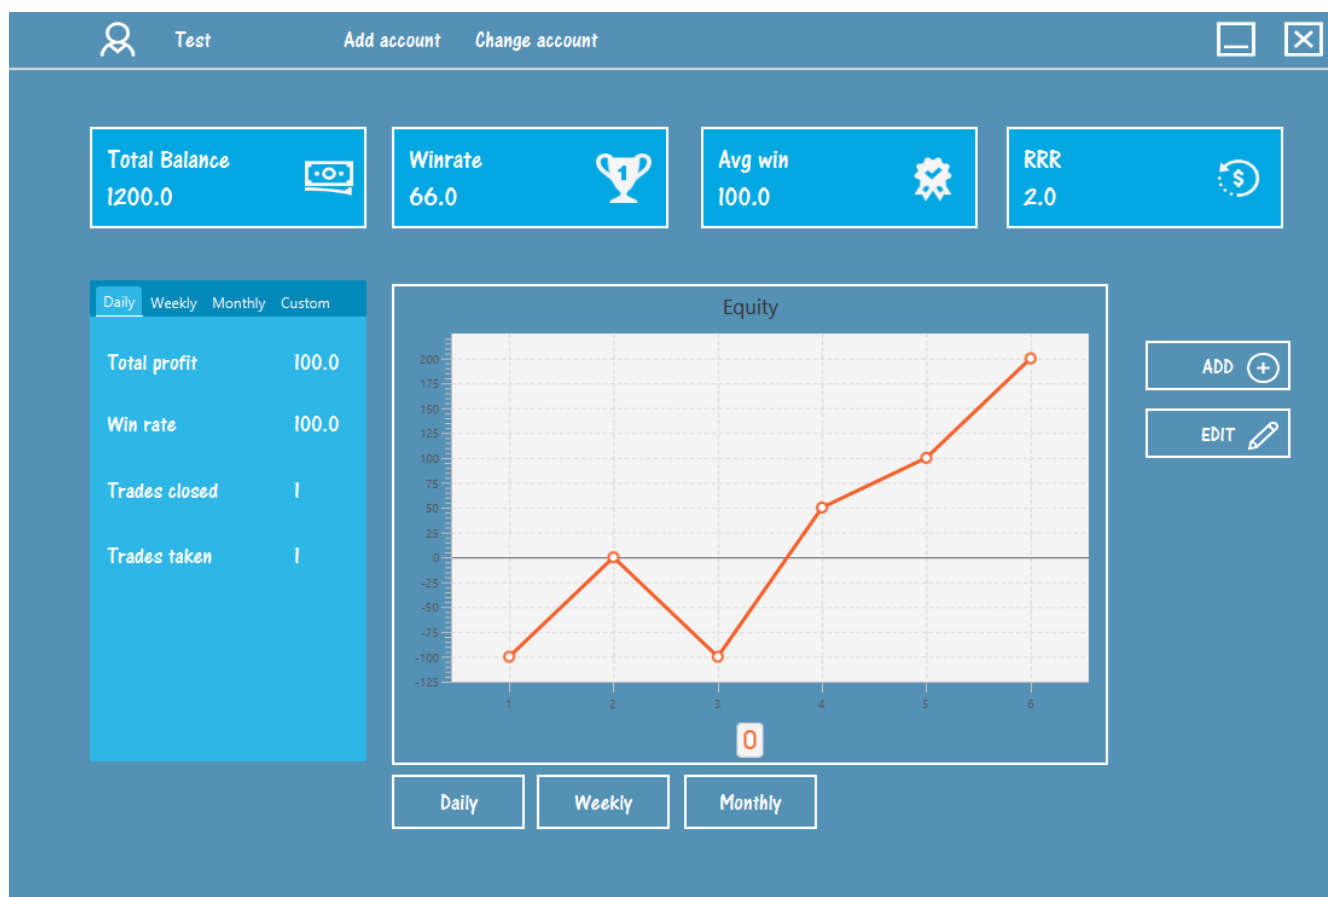 Test Add account Change account
Total Balance
1200.0
Winrate
66.0
1
Avg win
100.0
RRR
2.0
$
Daily Weekly Monthly Custom
Total profit 100.0
Win rate 100.0
Trades closed 1
Trades taken 1
Equity
200
175
150
125
100
75
50
25
0
-25
-50
-75
-100
-125
1 2 3 4 5 6
Daily Weekly Monthly
ADD
EDIT